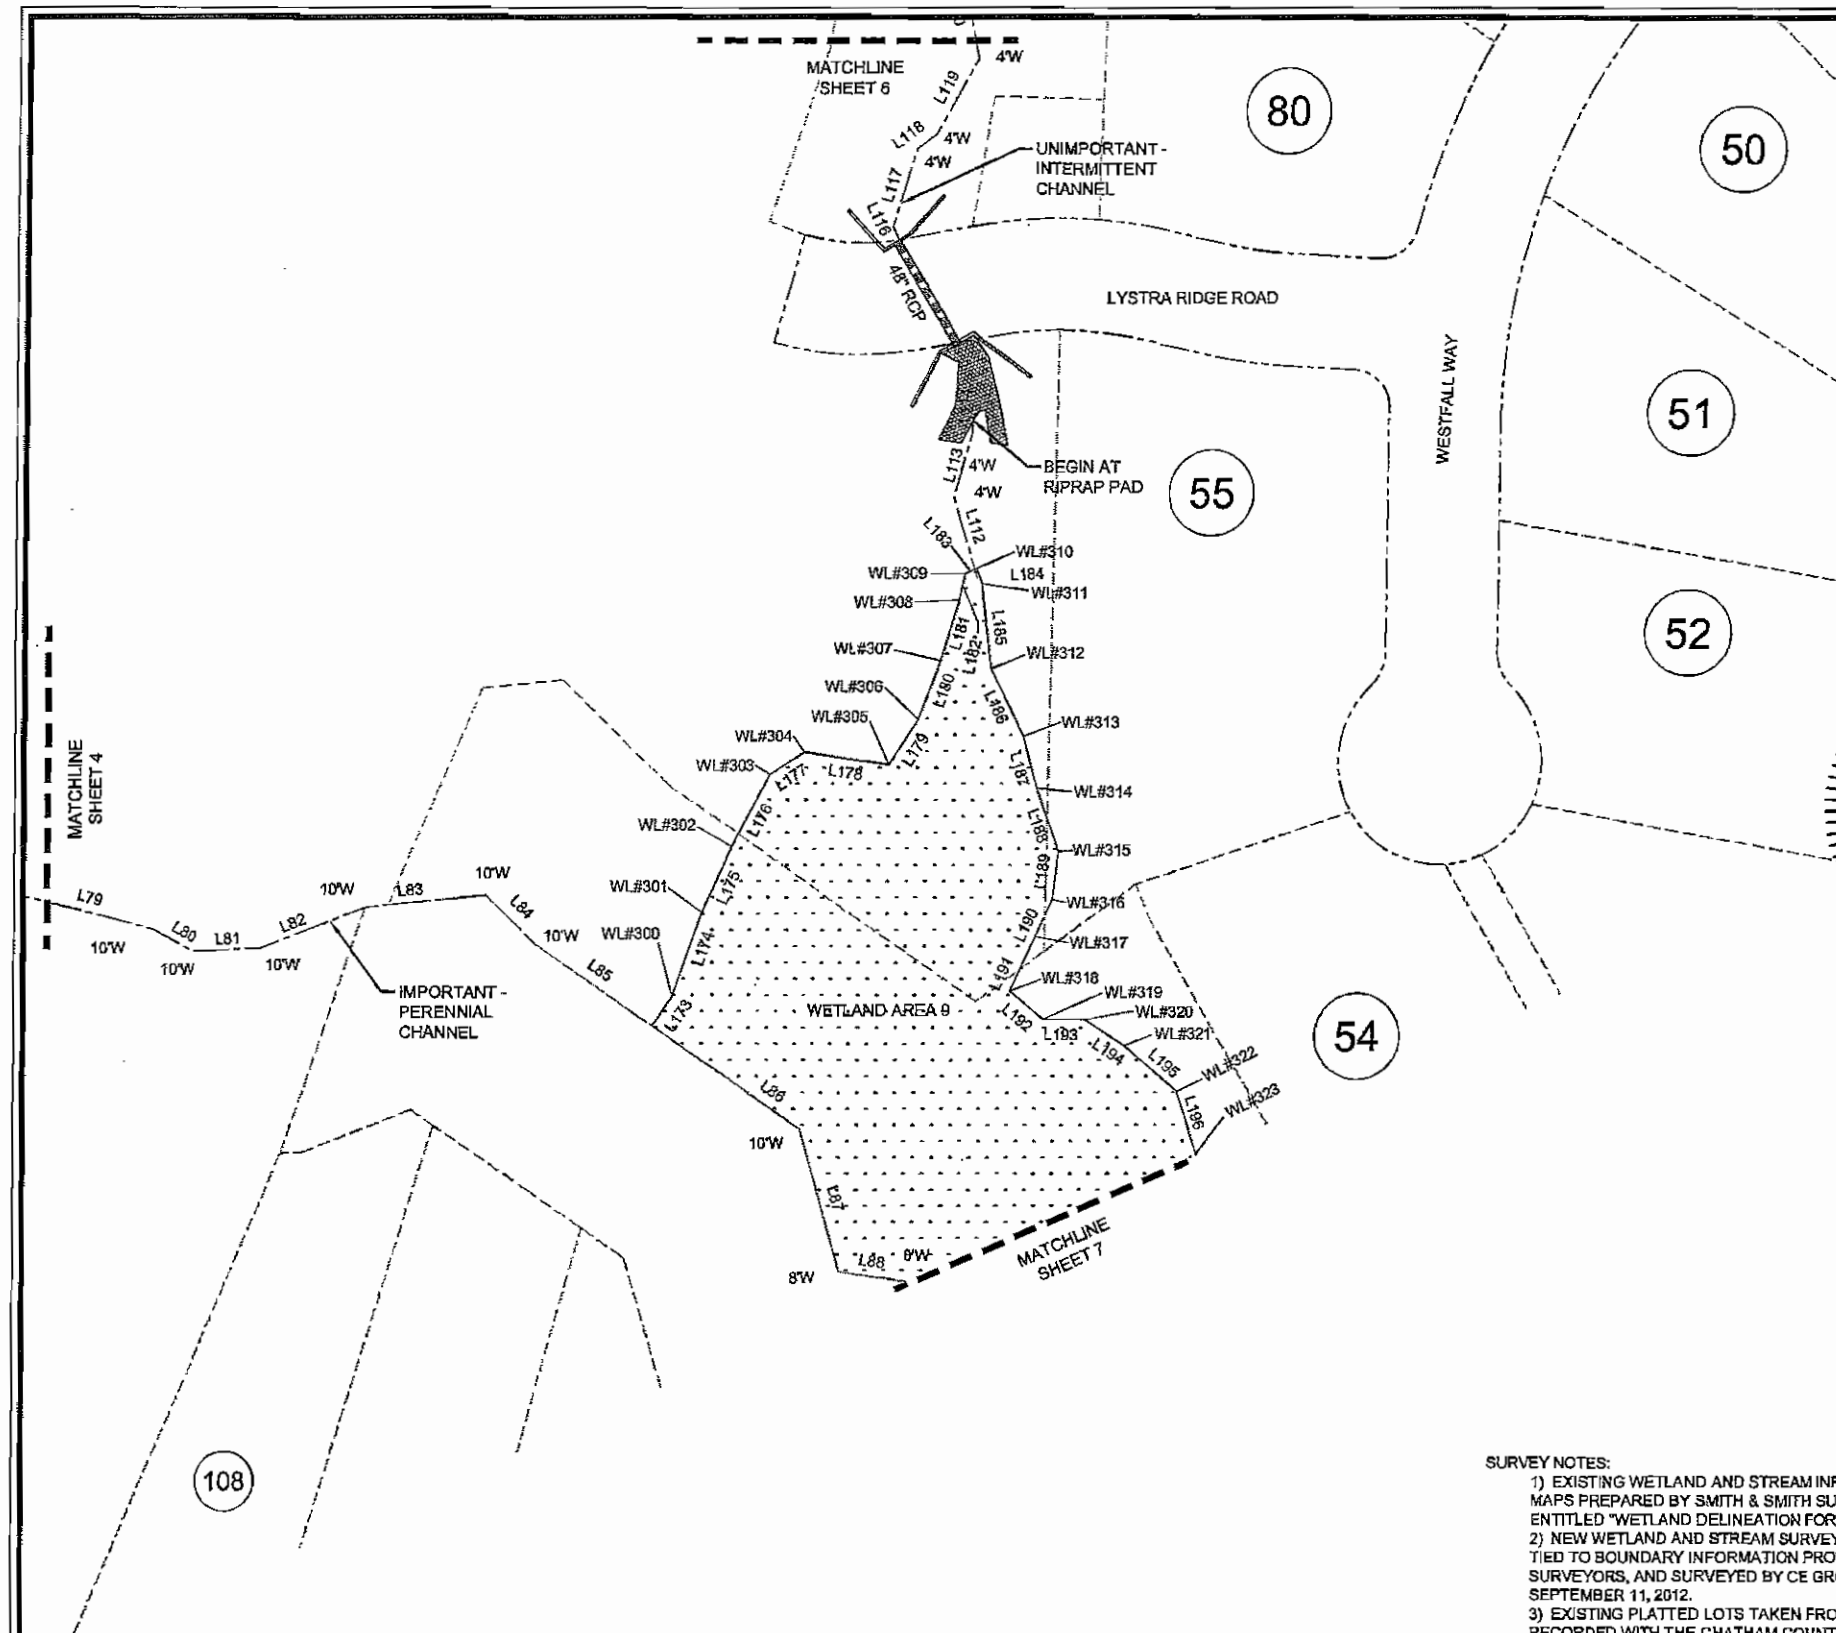 MATCHLINE
SHEET 6
4'W
L119
L118
4'W
4'W
L117
L116
UNIMPORTANT -
INTERMITTENT
CHANNEL
80
50
48" RCP
LYSTRA RIDGE ROAD
WESTFALL WAY
51
L113
4'W
4'W
BEGIN AT
RIPRAP PAD
55
L112
L183
WL#310
WL#309
L184
WL#311
WL#308
L181
L185
WL#307
L182
WL#312
52
WL#306
L180
L186
WL#305
WL#313
WL#304
L179
WL#303
L177
L178
L187
MATCHLINE
SHEET 4
WL#314
WL#302
L176
L188
WL#315
WL#301
L175
L189
10'W
10'W
L79
L83
WL#316
L80
L81
L82
L84
L190
10'W
10'W
10'W
10'W
WL#300
L174
WL#317
L85
L191
WL#318
IMPORTANT -
PERENNIAL
CHANNEL
L173
WETLAND AREA 9
L192
WL#319
WL#320
L193
WL#321
L194
54
L195
WL#322
L86
L196
WL#323
10'W
L87
MATCHLINE
SHEET 7
L88
8'W
8'W
108
SURVEY NOTES:
1) EXISTING WETLAND AND STREAM
MAPS PREPARED BY SMITH & SMITH
ENTITLED "WETLAND DELINEATION FOR
2) NEW WETLAND AND STREAM SURVEY
TIED TO BOUNDARY INFORMATION
SURVEYORS, AND SURVEYED BY CE
SEPTEMBER 11, 2012.
3) EXISTING PLATTED LOTS TAKEN
RECORDED WITH THE CHATHAM